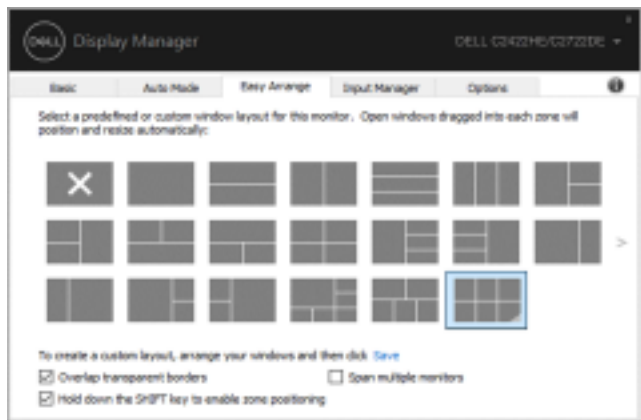 DELL Display Manager
DELL C2422HE/C2722DE
Basic Auto Mode Easy Arrange Input Manager Options
Select a predefined or custom window layout for this monitor. Open windows dragged into each zone will
position and resize automatically:
To create a custom layout, arrange your windows and then click Save
Overlap transparent borders Span multiple monitors
Hold down the SHIFT key to enable zone positioning